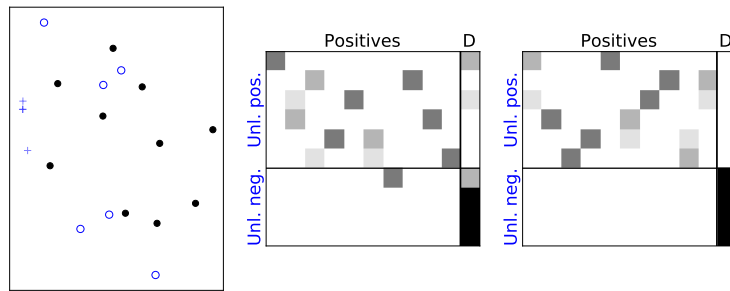 Positives D
Unl. pos.
Unl. neg.
Positives D
Unl. pos.
Unl. neg.